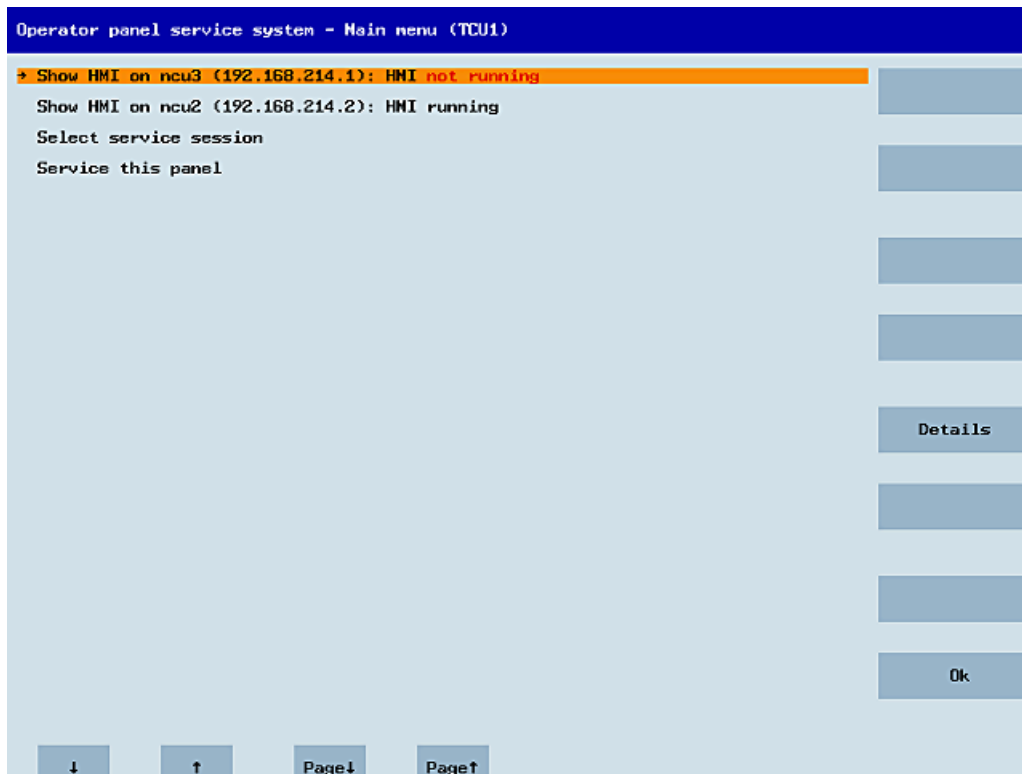 Operator panel service system - Main menu (TCU1)
→ Show HMI on ncu3 (192.168.214.1): HMI not running
Show HMI on ncu2 (192.168.214.2): HMI running
Select service session
Service this panel
Details
Ok
↓ ↑ Page↓ Page↑